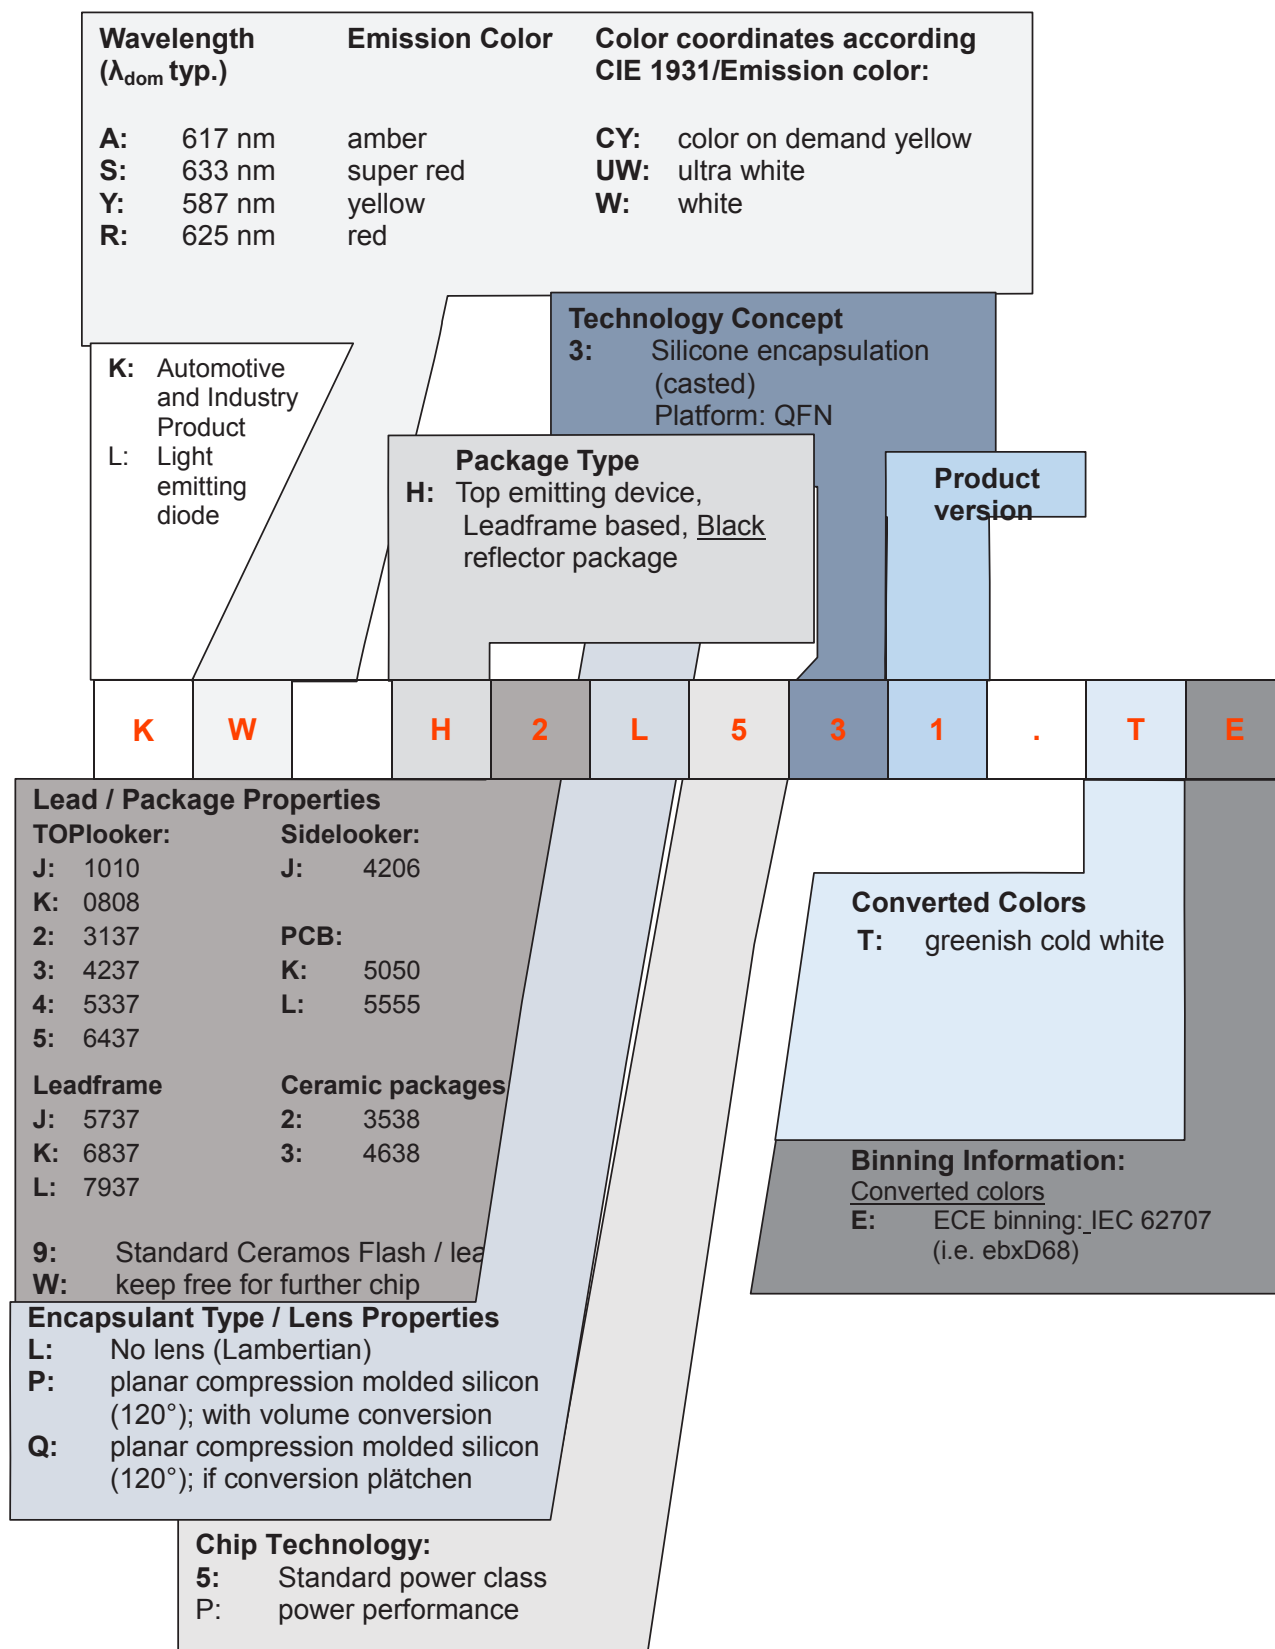 Wavelength Emission Color Color coordinates according
(λdom typ.) CIE 1931/Emission color:
A: 617 nm amber CY: color on demand yellow
S: 633 nm super red UW: ultra white
Y: 587 nm yellow W: white
R: 625 nm red
Technology Concept
3: Silicone encapsulation
(casted)
Platform: QFN
K: Automotive
and Industry
Product
L: Light
emitting
diode
Package Type
H: Top emitting device,
Leadframe based, Black
reflector package
Product
version
K W H 2 L 5 3 1 . T E
Lead / Package Properties
TOPlooker: Sidelooker:
J: 1010 J: 4206
K: 0808
2: 3137 PCB:
3: 4237 K: 5050
4: 5337 L: 5555
5: 6437
Leadframe Ceramic packages
J: 5737 2: 3538
K: 6837 3: 4638
L: 7937
9: Standard Ceramos Flash / lea
W: keep free for further chip
Converted Colors
T: greenish cold white
Binning Information:
Converted colors
E: ECE binning: IEC 62707
(i.e. ebxD68)
Encapsulant Type / Lens Properties
L: No lens (Lambertian)
P: planar compression molded silicon
(120°); with volume conversion
Q: planar compression molded silicon
(120°); if conversion plätchen
Chip Technology:
5: Standard power class
P: power performance